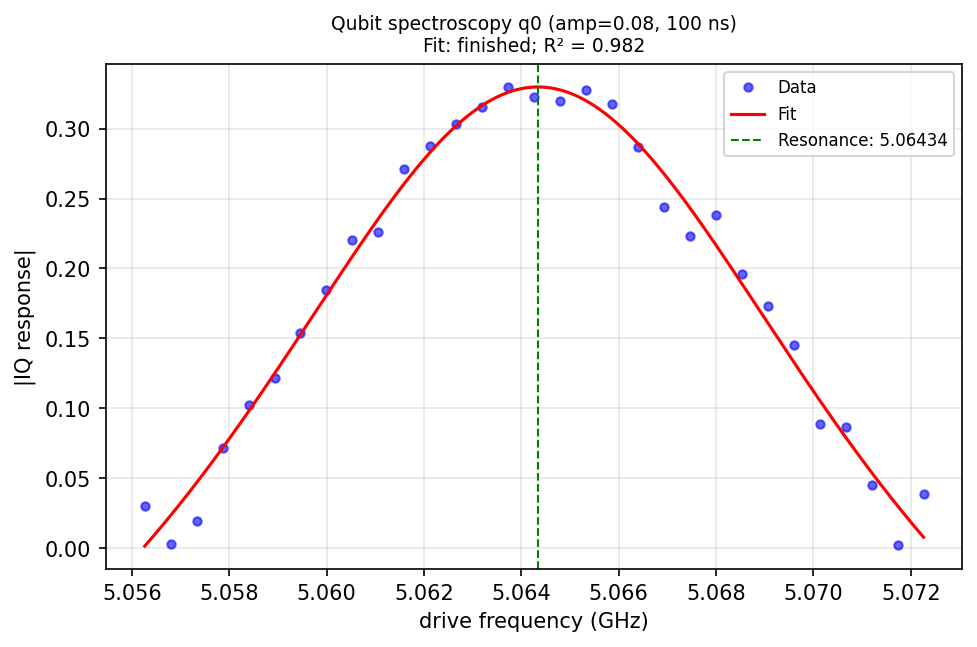 Qubit spectroscopy q0 (amp=0.08, 100 ns)
Fit: finished; R² = 0.982
Data
Fit
Resonance: 5.06434
|IQ response|
0.30
0.25
0.20
0.15
0.10
0.05
0.00
5.056 5.058 5.060 5.062 5.064 5.066 5.068 5.070 5.072
drive frequency (GHz)